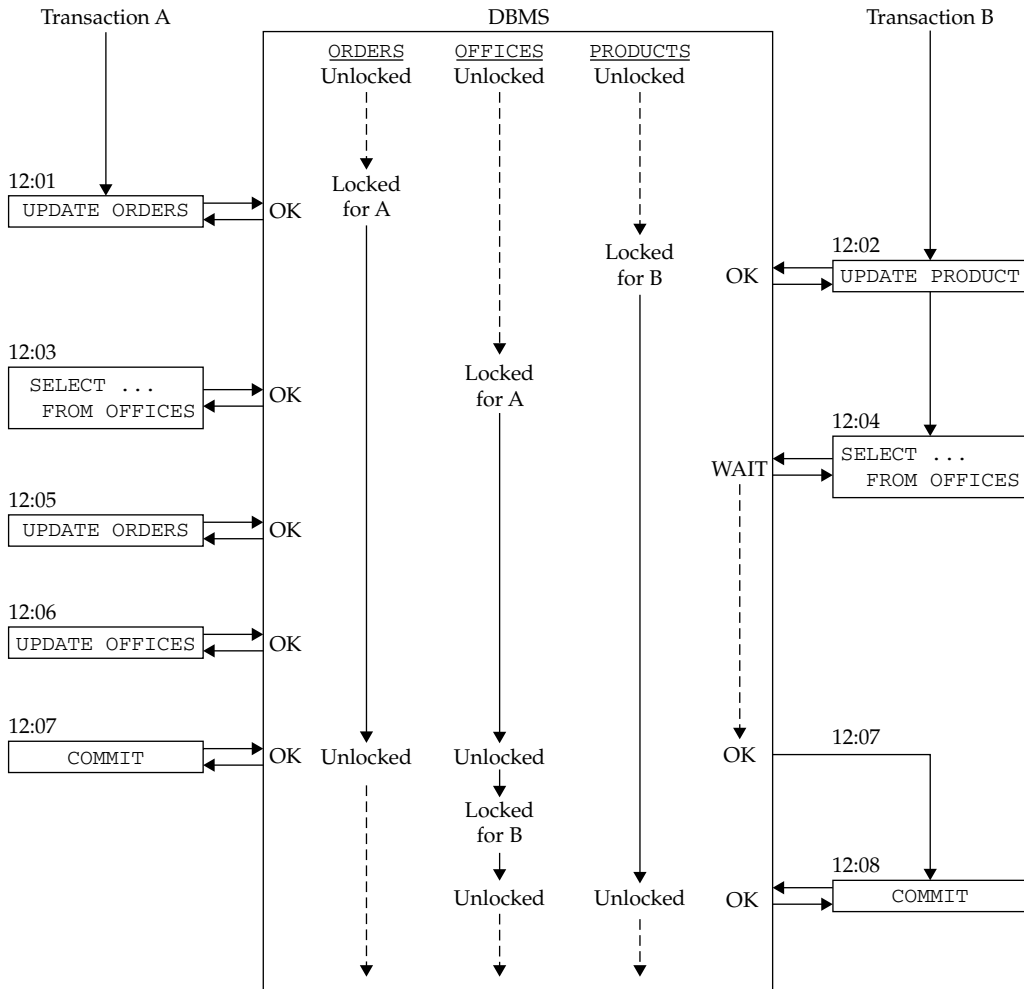 Transaction A
DBMS
Transaction B
ORDERS
OFFICES
PRODUCTS
Unlocked
Unlocked
Unlocked
12:01
UPDATE ORDERS
OK
Locked
for A
12:02
UPDATE PRODUCT
OK
Locked
for B
12:03
SELECT ...
FROM OFFICES
OK
Locked
for A
12:04
SELECT ...
FROM OFFICES
WAIT
12:05
UPDATE ORDERS
OK
12:06
UPDATE OFFICES
OK
12:07
COMMIT
OK
Unlocked
Unlocked
OK
12:07
Locked
for B
12:08
COMMIT
OK
Unlocked
Unlocked